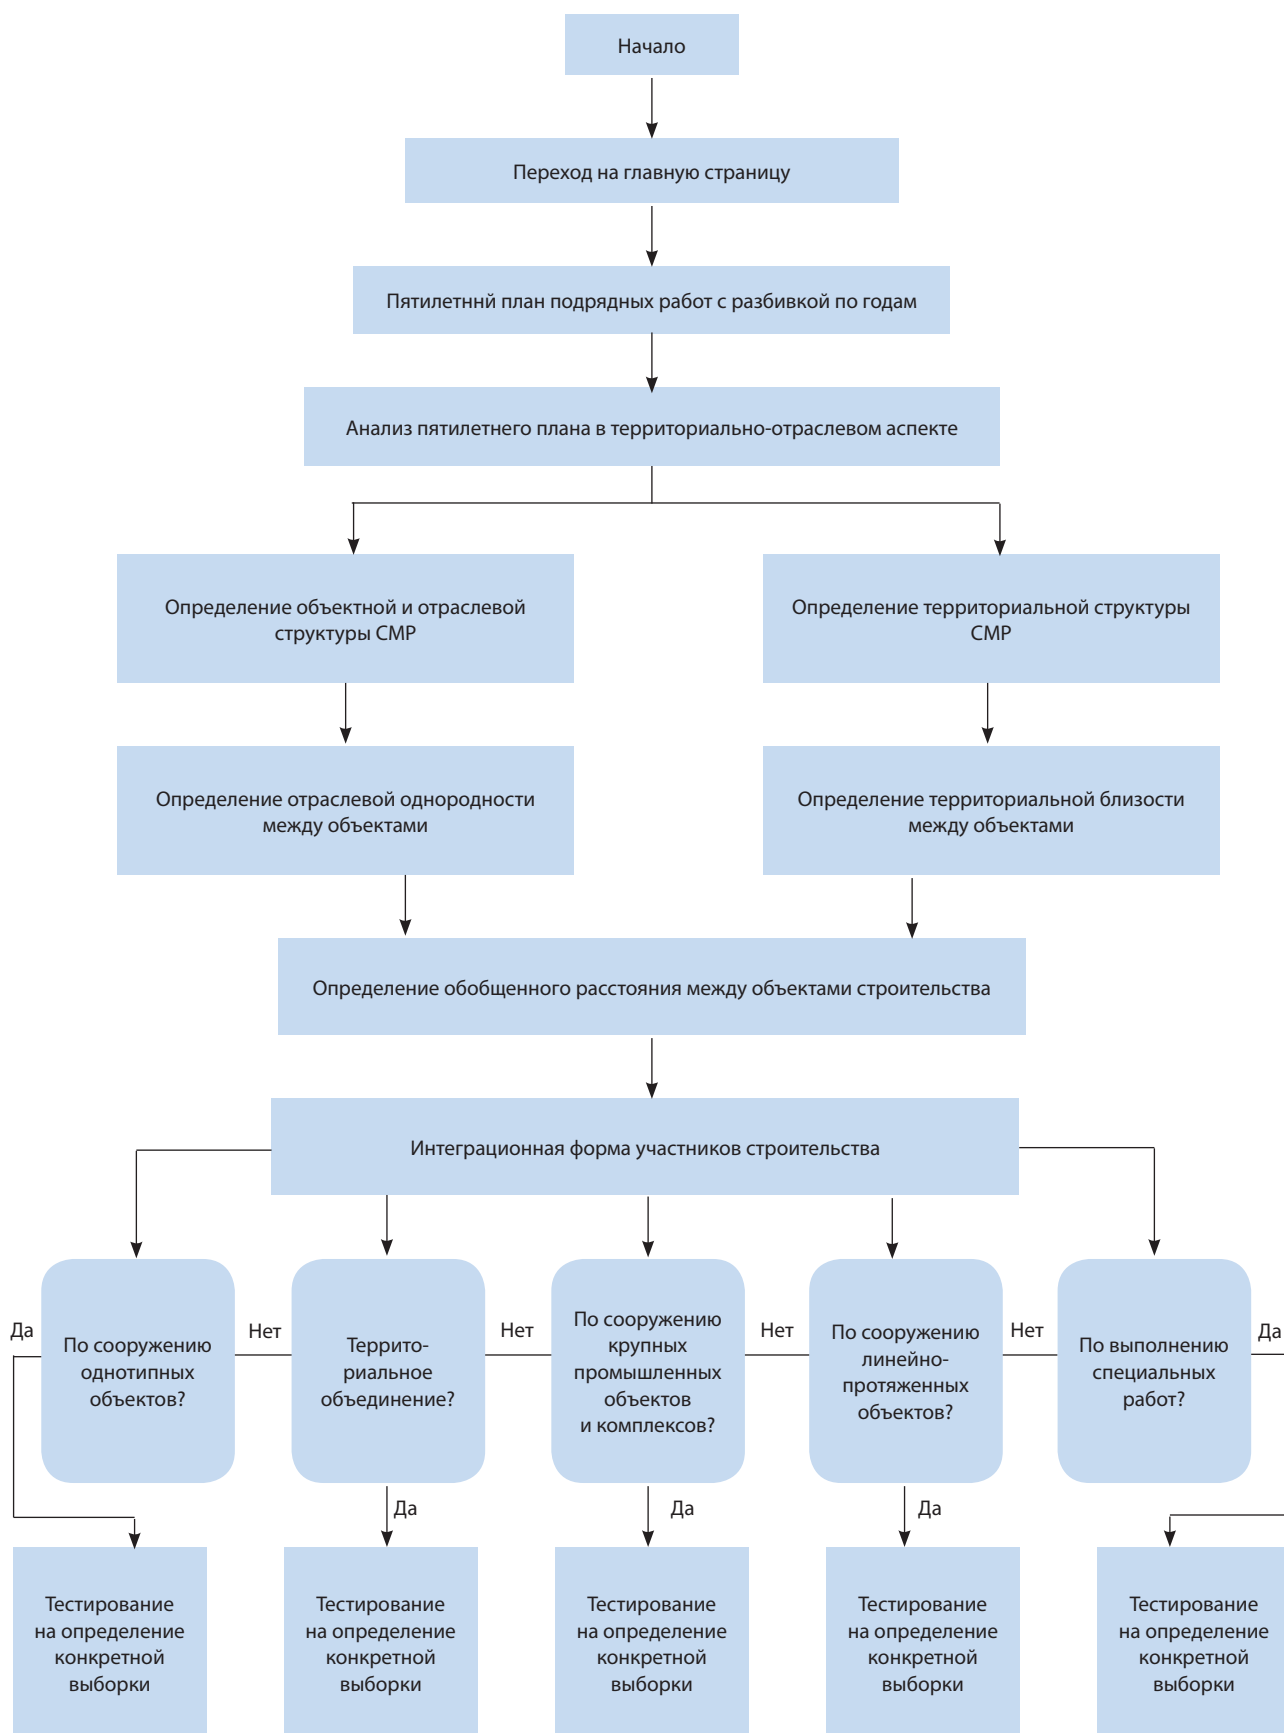 Начало
Переход на главную страницу
Пятилетннй план подрядных работ с разбивкой по годам
Анализ пятилетнего плана в территориально-отраслевом аспекте
Определение объектной и отраслевой
структуры СМР
Определение территориальной структуры
СМР
Определение отраслевой однородности
между объектами
Определение территориальной близости
между объектами
Определение обобщенного расстояния между объектами строительства
Интеграционная форма участников строительства
Да
По сооружению
однотипных
объектов?
Нет
Террито-
риальное
объединение?
Нет
По сооружению
крупных
промышленных
объектов
и комплексов?
Нет
По сооружению
линейно-
протяженных
объектов?
Нет
По выполнению
специальных
работ?
Да
Да
Да
Да
Тестирование
на определение
конкретной
выборки
Тестирование
на определение
конкретной
выборки
Тестирование
на определение
конкретной
выборки
Тестирование
на определение
конкретной
выборки
Тестирование
на определение
конкретной
выборки